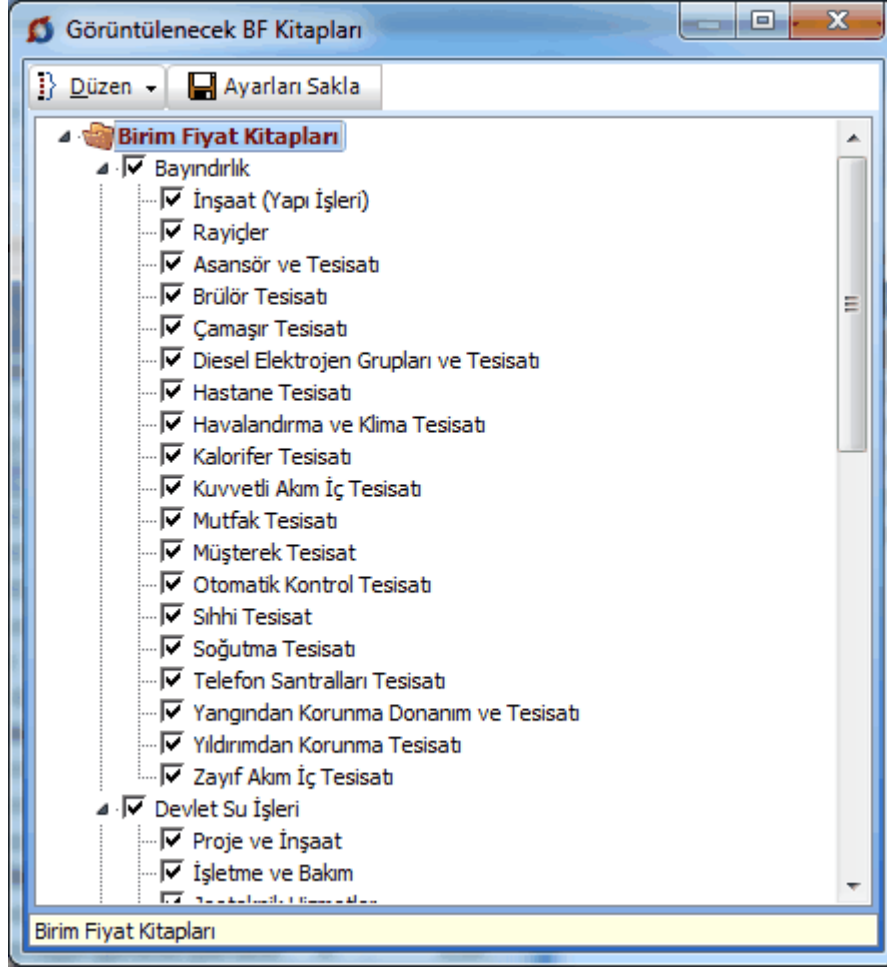 Görüntülenecek BF Kitapları
Düzen Ayarları Sakla
Birim Fiyat Kitapları
Bayındırlık
İnşaat (Yapı İşleri)
Rayiçler
Asansör ve Tesisatı
Brülör Tesisatı
Çamaşır Tesisatı
Diesel Elektrojen Grupları ve Tesisatı
Hastane Tesisatı
Havalandırma ve Klima Tesisatı
Kalorifer Tesisatı
Kuvvetli Akım İç Tesisatı
Mutfak Tesisatı
Müşterek Tesisat
Otomatik Kontrol Tesisatı
Sıhhi Tesisat
Soğutma Tesisatı
Telefon Santralları Tesisatı
Yangından Korunma Donanım ve Tesisatı
Yıldırımdan Korunma Tesisatı
Zayıf Akım İç Tesisatı
Devlet Su İşleri
Proje ve İnşaat
İşletme ve Bakım
Birim Fiyat Kitapları